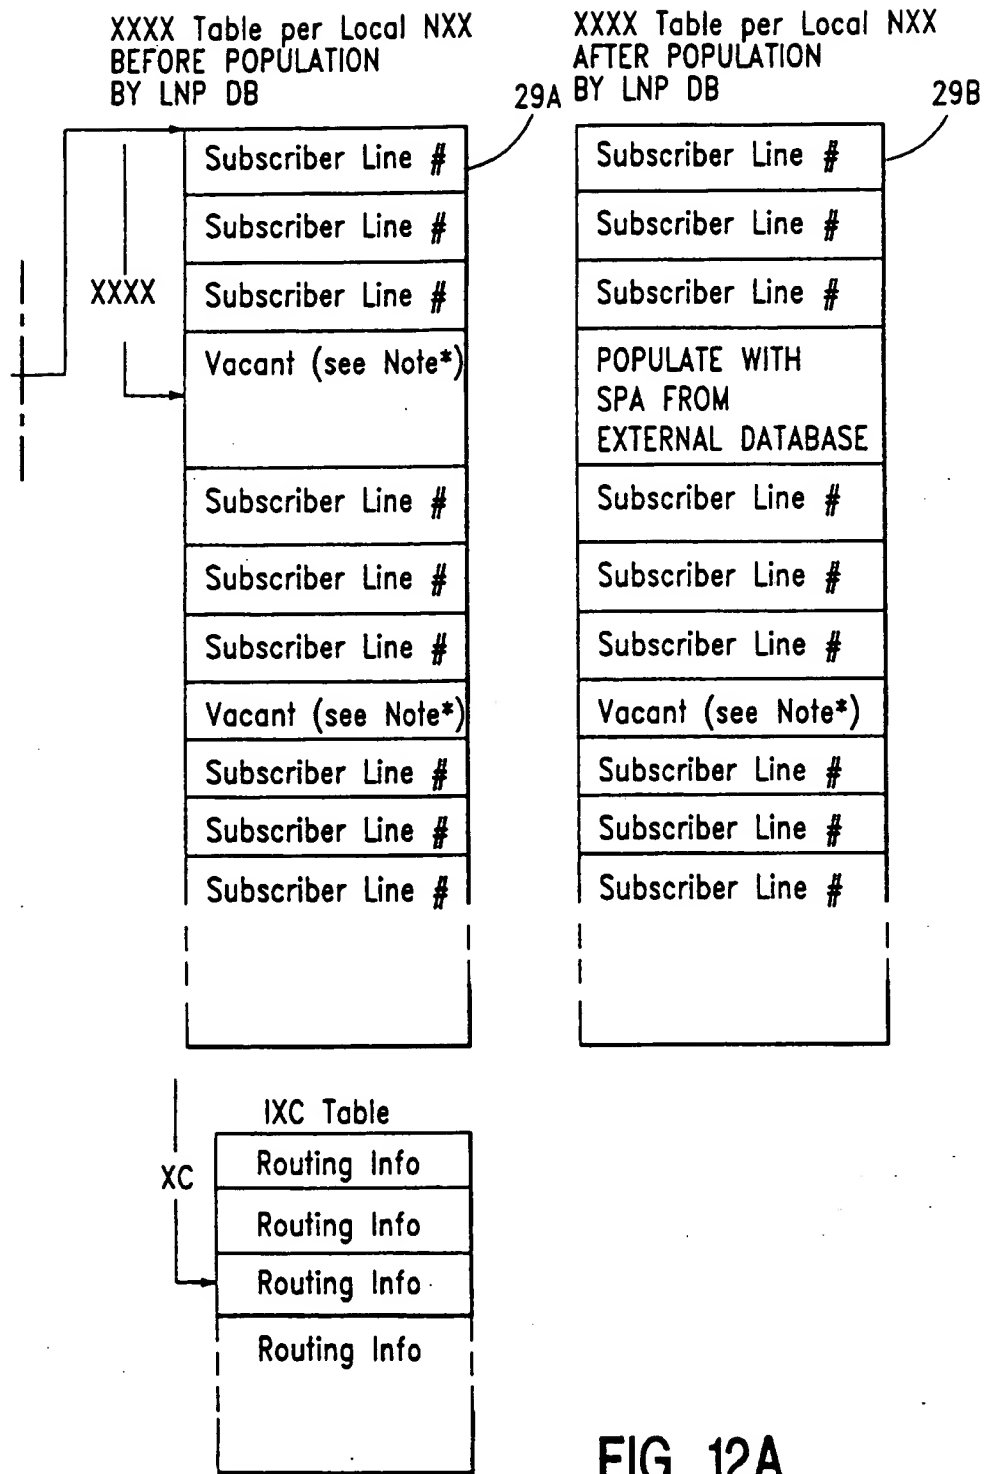 XXXX Table per Local NXX
BEFORE POPULATION
BY LNP DB
29A
Subscriber Line #
Subscriber Line #
XXXX
Subscriber Line #
Vacant (see Note*)
Subscriber Line #
Subscriber Line #
Subscriber Line #
Vacant (see Note*)
Subscriber Line #
Subscriber Line #
Subscriber Line #
XXXX Table per Local NXX
AFTER POPULATION
BY LNP DB
29B
Subscriber Line #
Subscriber Line #
Subscriber Line #
POPULATE WITH
SPA FROM
EXTERNAL DATABASE
Subscriber Line #
Subscriber Line #
Subscriber Line #
Vacant (see Note*)
Subscriber Line #
Subscriber Line #
Subscriber Line #
IXC Table
XC
Routing Info
Routing Info
Routing Info
Routing Info
FIG. 12A